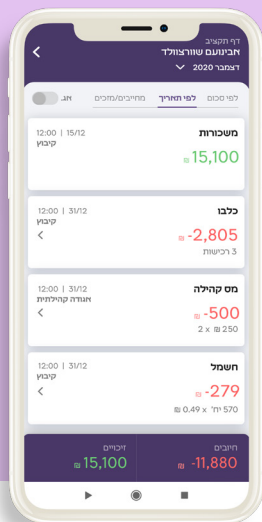 דף תקציב
אבינועם שוורצוולד
דצמבר 2020
לפי סכום לפי תאריך מחייבים/מזכים אג.
משכורות 15/12 | 12:00
קיבוץ
15,100 ₪
כלבו 31/12 | 12:00
קיבוץ
-2,805 ₪
3 רכישות
מס קהילה 31/12 | 12:00
אגודה קהילתית
-500 ₪
250 ₪ x 2
חשמל 31/12 | 12:00
קיבוץ
-279 ₪
570 יח' x 0.49 ₪
חיובים זיכויים
-11,880 ₪ 15,100 ₪